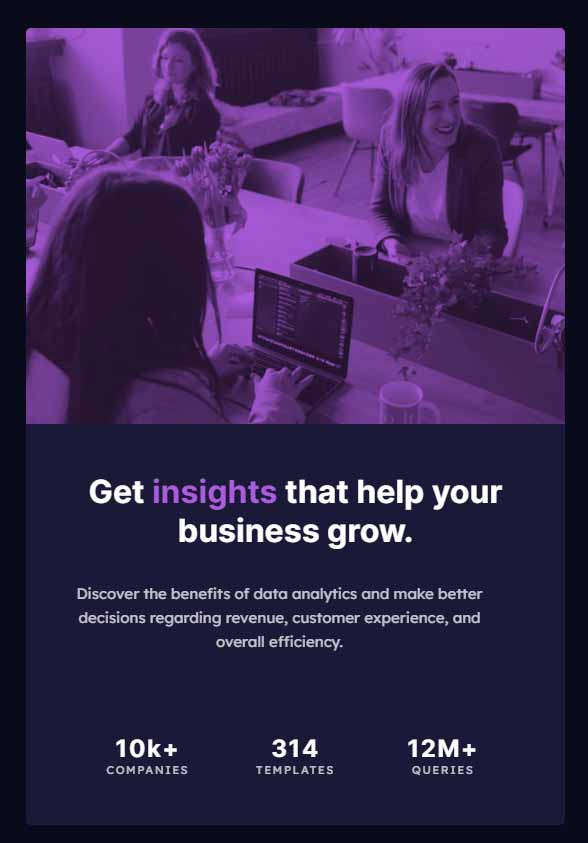 Get insights that help your
business grow.
Discover the benefits of data analytics and make better
decisions regarding revenue, customer experience, and
overall efficiency.
10k+ 314 12M+
COMPANIES TEMPLATES QUERIES